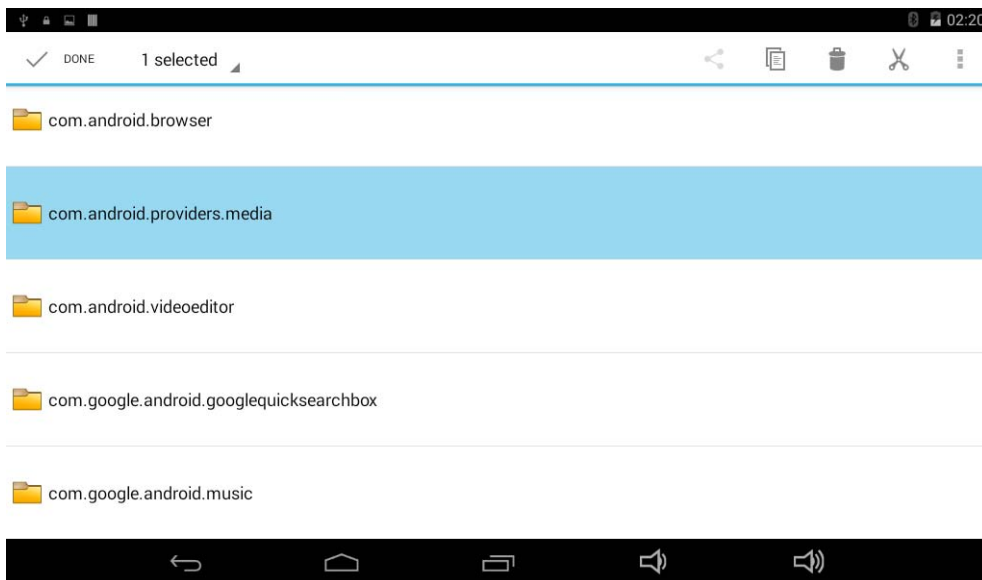 02:20
DONE 1 selected
com.android.browser
com.android.providers.media
com.android.videoeditor
com.google.android.googlequicksearchbox
com.google.android.music